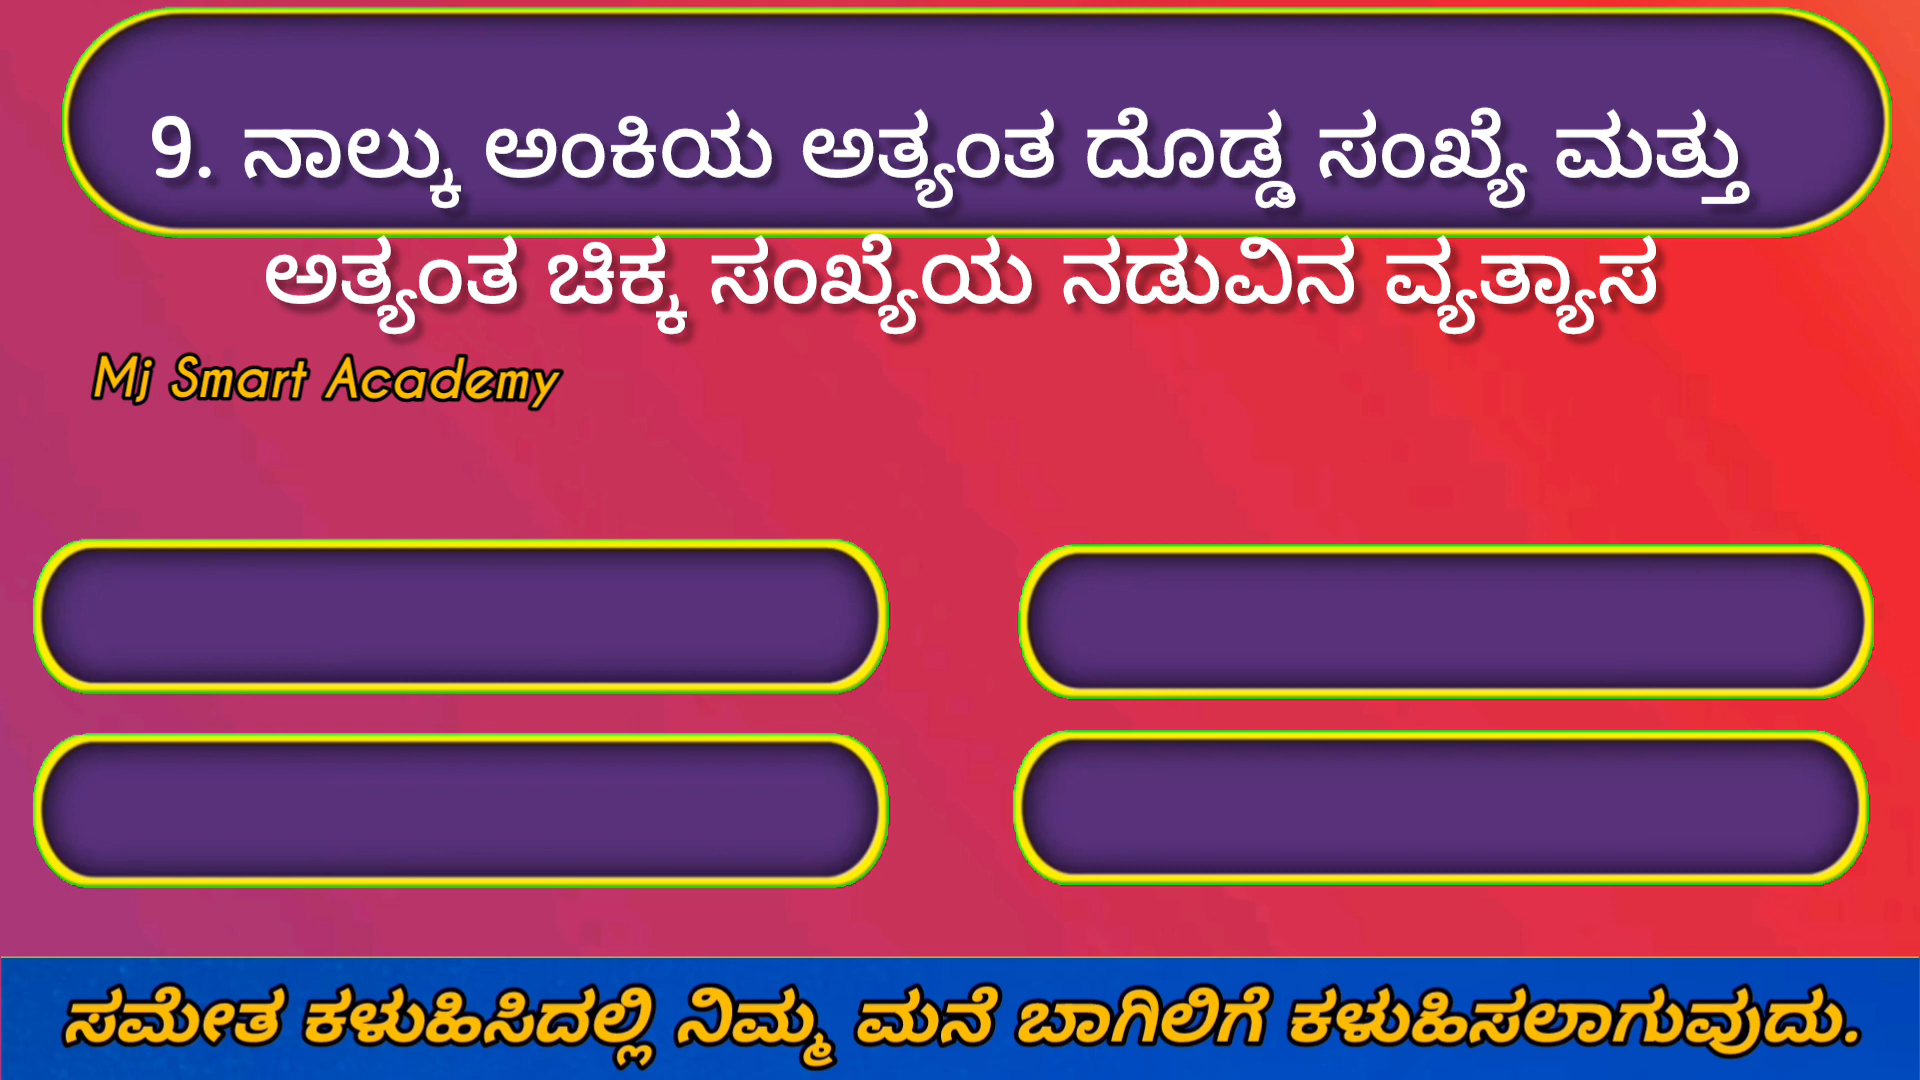 9. ನಾಲ್ಕು ಅಂಕಿಯ ಅತ್ಯಂತ ದೊಡ್ಡ ಸಂಖ್ಯೆ ಮತ್ತು
ಅತ್ಯಂತ ಚಿಕ್ಕ ಸಂಖ್ಯೆಯ ನಡುವಿನ ವ್ಯತ್ಯಾಸ
Mj Smart Academy
ಸಮೇತ ಕಳುಹಿಸಿದಲ್ಲಿ ನಿಮ್ಮ ಮನೆ ಬಾಗಿಲಿಗೆ ಕಳುಹಿಸಲಾಗುವುದು.